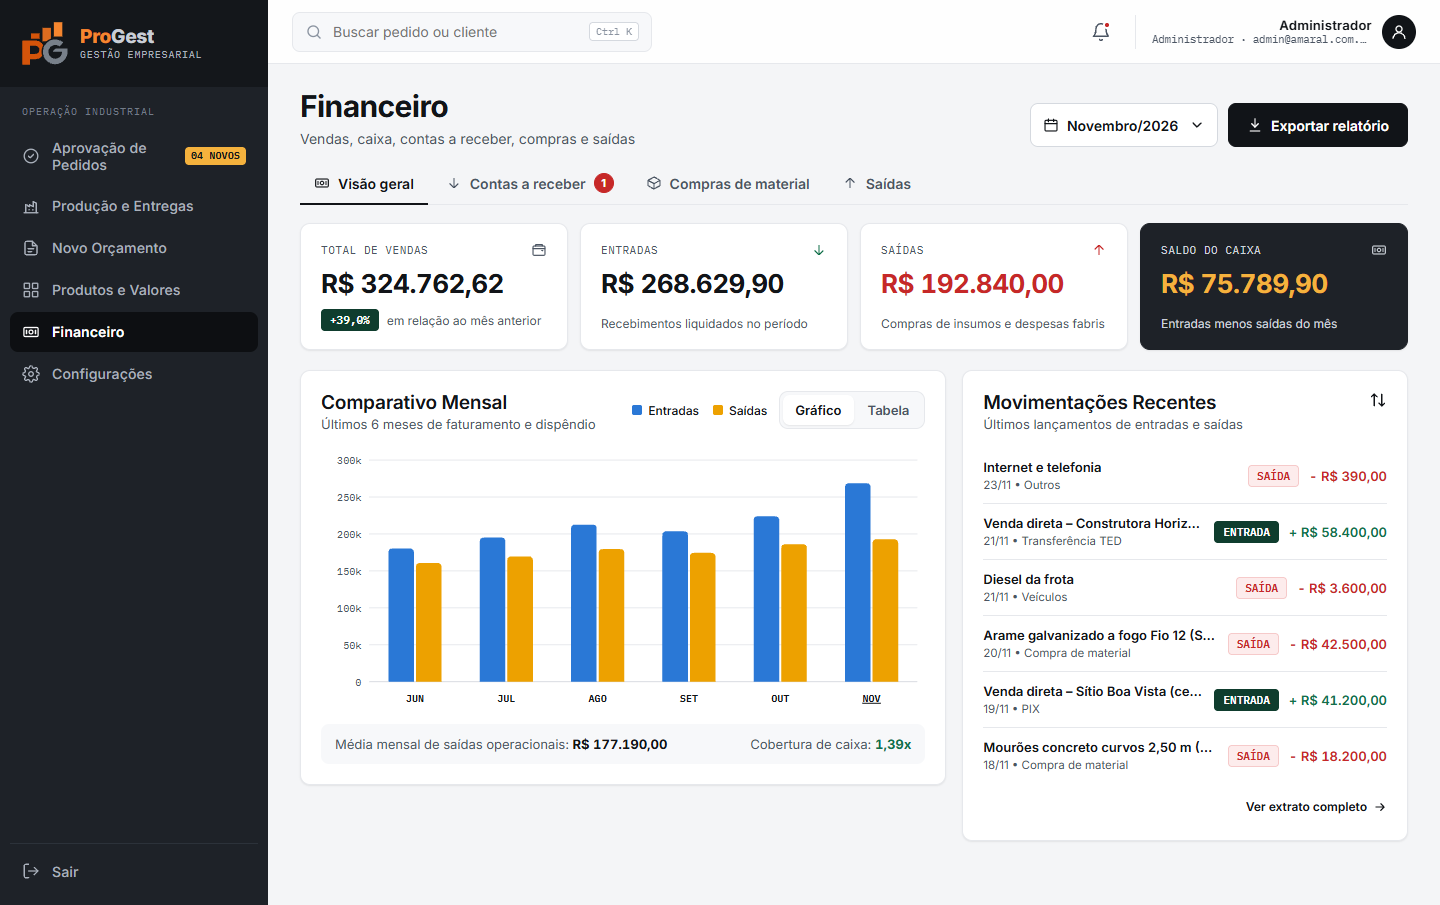 pG
ProGest
GESTÃO EMPRESARIAL
Buscar pedido ou cliente
Ctrl K
Administrador
Administrador · admin@amaral.com.…
OPERAÇÃO INDUSTRIAL
Aprovação de
Pedidos
04 NOVOS
Produção e Entregas
Novo Orçamento
Produtos e Valores
Financeiro
Configurações
Sair
Financeiro
Vendas, caixa, contas a receber, compras e saídas
Novembro/2026
Exportar relatório
Visão geral
Contas a receber 1
Compras de material
Saídas
TOTAL DE VENDAS
R$ 324.762,62
+39,0% em relação ao mês anterior
ENTRADAS
R$ 268.629,90
Recebimentos liquidados no período
SAÍDAS
R$ 192.840,00
Compras de insumos e despesas fabris
SALDO DO CAIXA
R$ 75.789,90
Entradas menos saídas do mês
Comparativo Mensal
Últimos 6 meses de faturamento e dispêndio
Entradas
Saídas
Gráfico
Tabela
300k
250k
200k
150k
100k
50k
0
JUN JUL AGO SET OUT NOV
Média mensal de saídas operacionais: R$ 177.190,00
Cobertura de caixa: 1,39x
Movimentações Recentes
Últimos lançamentos de entradas e saídas
Internet e telefonia
23/11 • Outros
SAÍDA - R$ 390,00
Venda direta – Construtora Horiz…
21/11 • Transferência TED
ENTRADA + R$ 58.400,00
Diesel da frota
21/11 • Veículos
SAÍDA - R$ 3.600,00
Arame galvanizado a fogo Fio 12 (S…
20/11 • Compra de material
SAÍDA - R$ 42.500,00
Venda direta – Sítio Boa Vista (ce…
19/11 • PIX
ENTRADA + R$ 41.200,00
Mourões concreto curvos 2,50 m (…
18/11 • Compra de material
SAÍDA - R$ 18.200,00
Ver extrato completo →